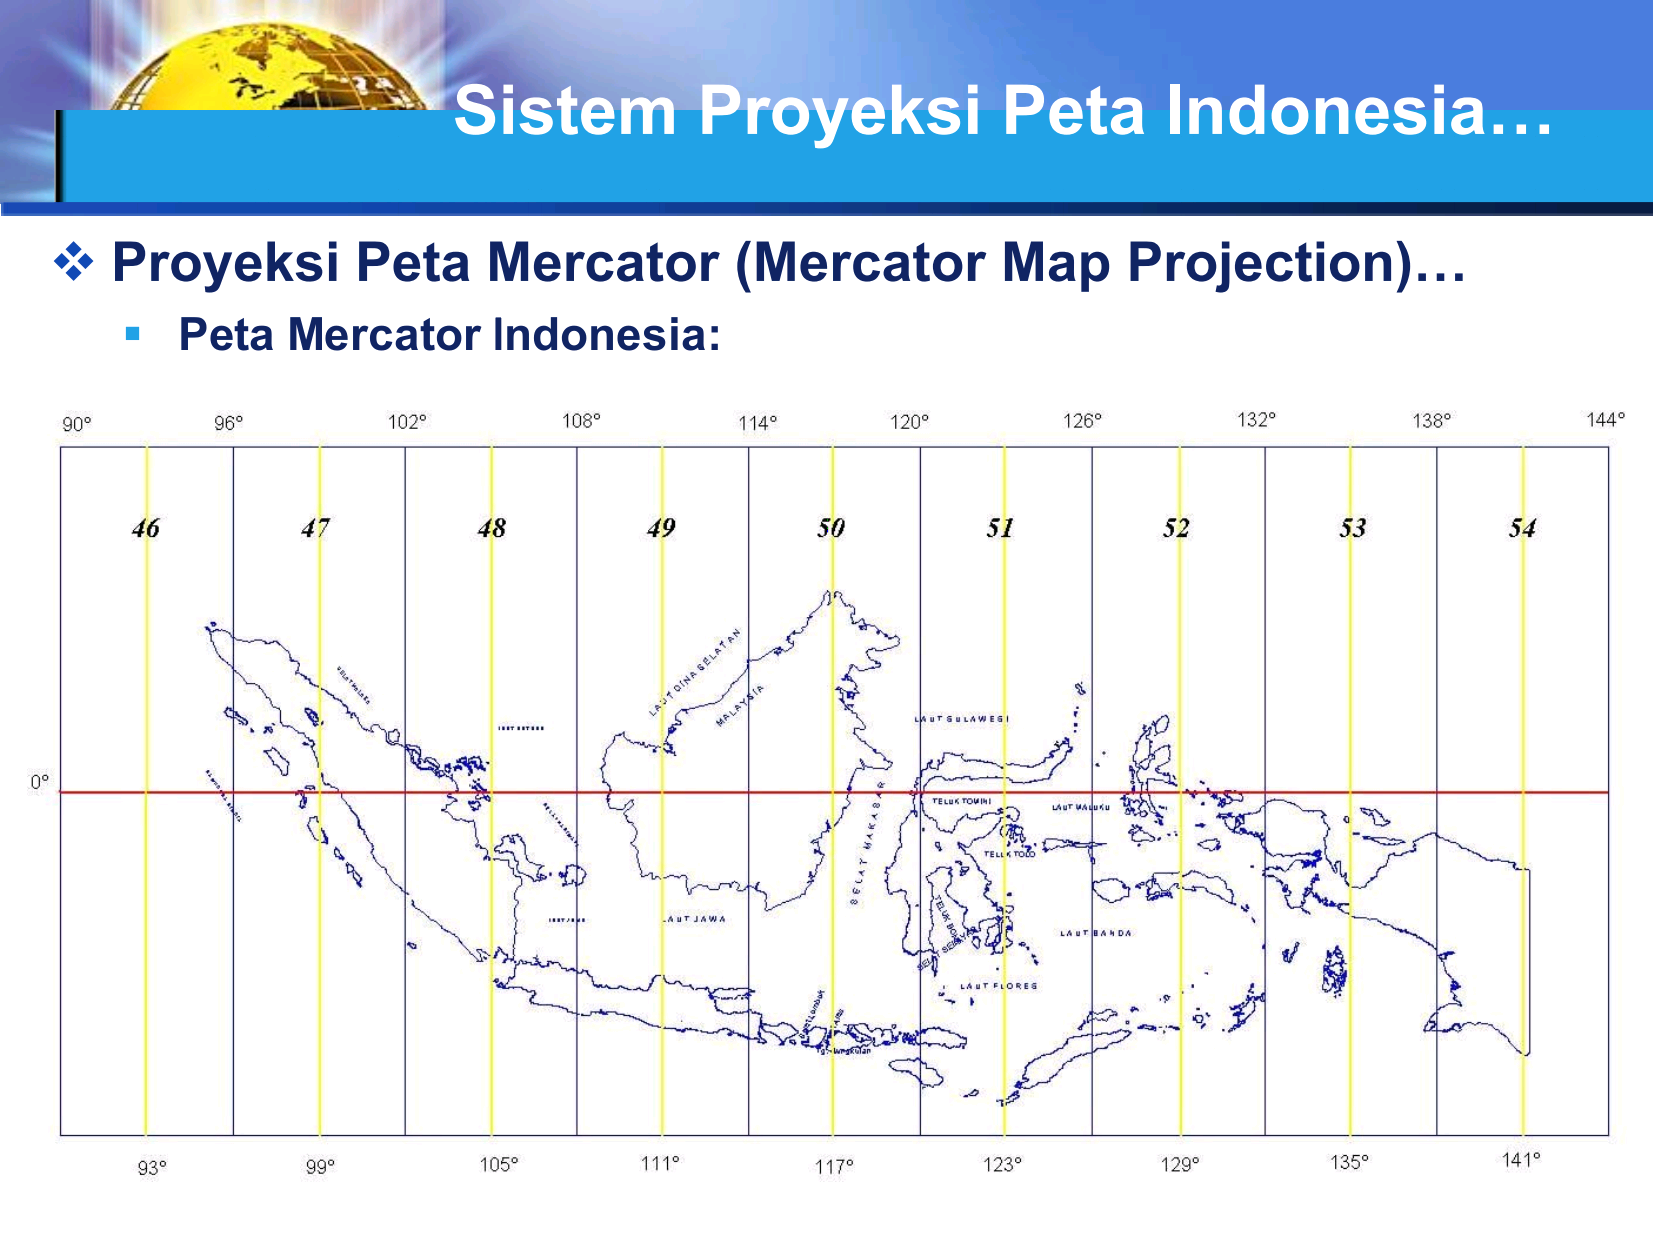 Sistem Proyeksi Peta Indonesia…
Proyeksi Peta Mercator (Mercator Map Projection)…
Peta Mercator Indonesia:
90° 96° 102° 108° 114° 120° 126° 132° 138° 144°
46 47 48 49 50 51 52 53 54
LAUT CINA SELATAN
MALAYSIA
LAUT SULAWESI
0°
TELUK TOMINI
LAUT MALUKU
SELAT MAKASAR
TELUK TOLO
LAUT JAWA
LAUT BANDA
LAUT FLORES
93° 99° 105° 111° 117° 123° 129° 135° 141°